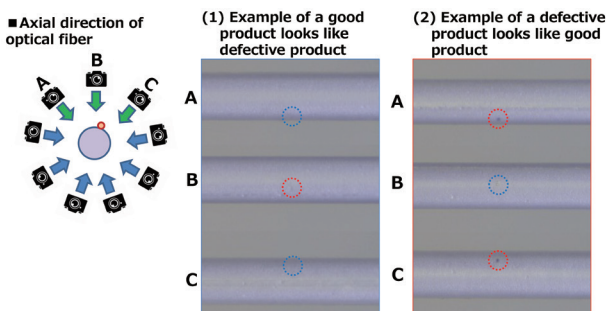 ■Axial direction of
optical fiber
A
B
C
(1) Example of a good
product looks like
defective product
A
B
C
(2) Example of a defective
product looks like good
product
A
B
C